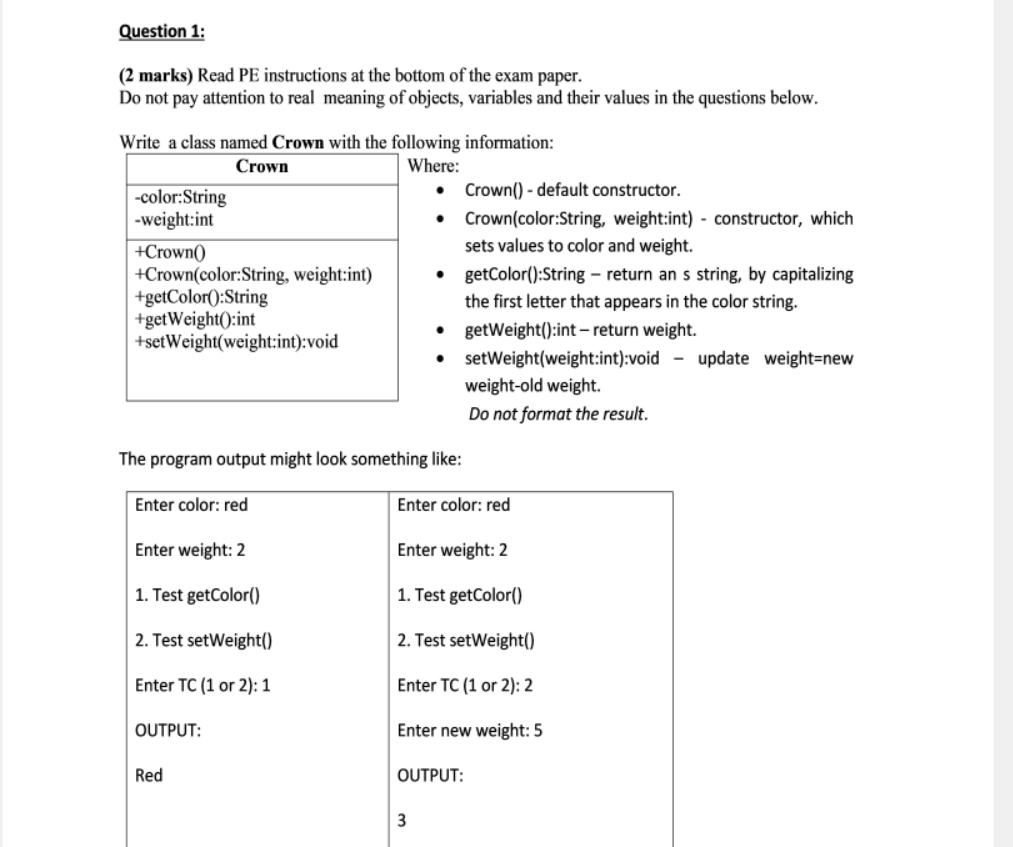 Question 1:
(2 marks) Read PE instructions at the bottom of the exam paper.
Do not pay attention to real meaning of objects, variables and their values in the questions below.
Write a class named Crown with the following information:
Crown
-color:String
-weight:int
+Crown()
+Crown(color:String, weight:int)
+getColor():String
+getWeight():int
+setWeight(weight:int):void
Where:
• Crown() - default constructor.
• Crown(color:String, weight:int) - constructor, which
sets values to color and weight.
• getColor():String – return an s string, by capitalizing
the first letter that appears in the color string.
• getWeight():int – return weight.
• setWeight(weight:int):void – update weight=new
weight-old weight.
Do not format the result.
The program output might look something like:
Enter color: red
Enter weight: 2
1. Test getColor()
2. Test setWeight()
Enter TC (1 or 2): 1
OUTPUT:
Red
Enter color: red
Enter weight: 2
1. Test getColor()
2. Test setWeight()
Enter TC (1 or 2): 2
Enter new weight: 5
OUTPUT:
3